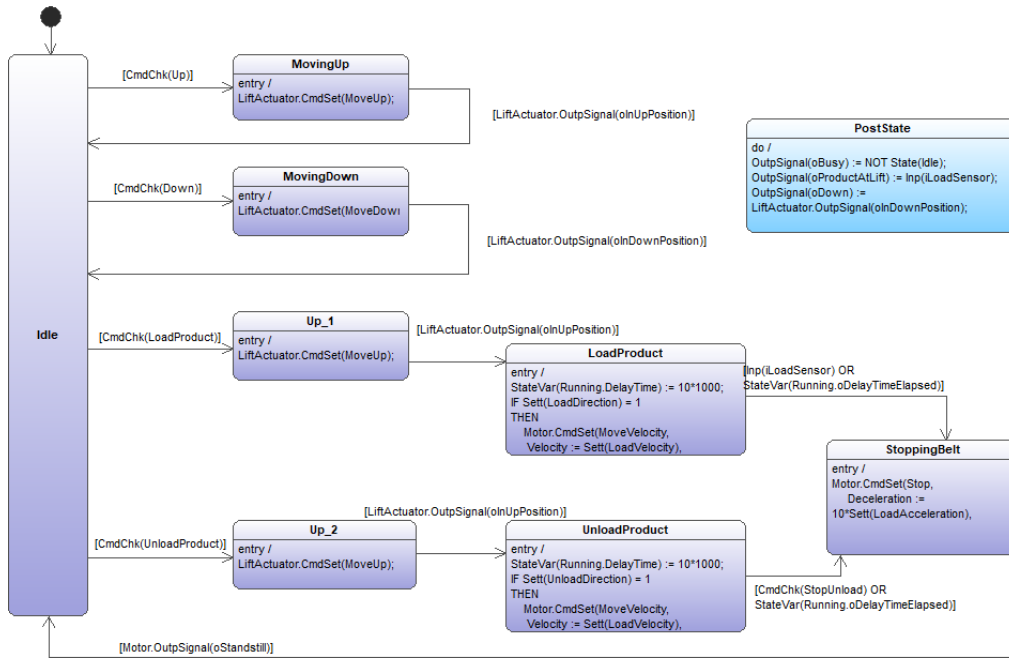 [CmdChk(Up)]
MovingUp
entry /
LiftActuator.CmdSet(MoveUp);
[LiftActuator.OutpSignal(oInUpPosition)]
PostState
do /
OutpSignal(oBusy) := NOT State(Idle);
OutpSignal(oProductAtLift) := Inp(iLoadSensor);
OutpSignal(oDown) :=
LiftActuator.OutpSignal(oInDownPosition);
[CmdChk(Down)]
MovingDown
entry /
LiftActuator.CmdSet(MoveDown
[LiftActuator.OutpSignal(oInDownPosition)]
Idle
[CmdChk(LoadProduct)]
Up_1
entry /
LiftActuator.CmdSet(MoveUp);
[LiftActuator.OutpSignal(oInUpPosition)]
LoadProduct
entry /
StateVar(Running.DelayTime) := 10*1000;
IF Sett(LoadDirection) = 1
THEN
Motor.CmdSet(MoveVelocity,
Velocity := Sett(LoadVelocity),
[Inp(iLoadSensor) OR
StateVar(Running.oDelayTimeElapsed)]
StoppingBelt
entry /
Motor.CmdSet(Stop,
Deceleration :=
10*Sett(LoadAcceleration),
[CmdChk(UnloadProduct)]
Up_2
entry /
LiftActuator.CmdSet(MoveUp);
[LiftActuator.OutpSignal(oInUpPosition)]
UnloadProduct
entry /
StateVar(Running.DelayTime) := 10*1000;
IF Sett(UnloadDirection) = 1
THEN
Motor.CmdSet(MoveVelocity,
Velocity := Sett(LoadVelocity),
[CmdChk(StopUnload) OR
StateVar(Running.oDelayTimeElapsed)]
[Motor.OutpSignal(oStandstill)]